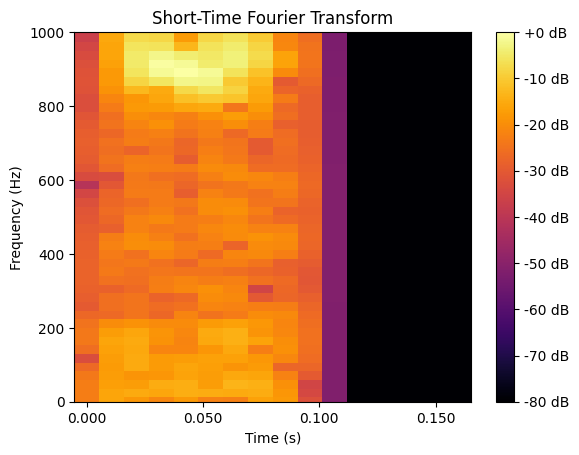 Short-Time Fourier Transform
1000
800
600
400
200
0
Frequency (Hz)
0.000
0.050
0.100
0.150
Time (s)
+0 dB
-10 dB
-20 dB
-30 dB
-40 dB
-50 dB
-60 dB
-70 dB
-80 dB